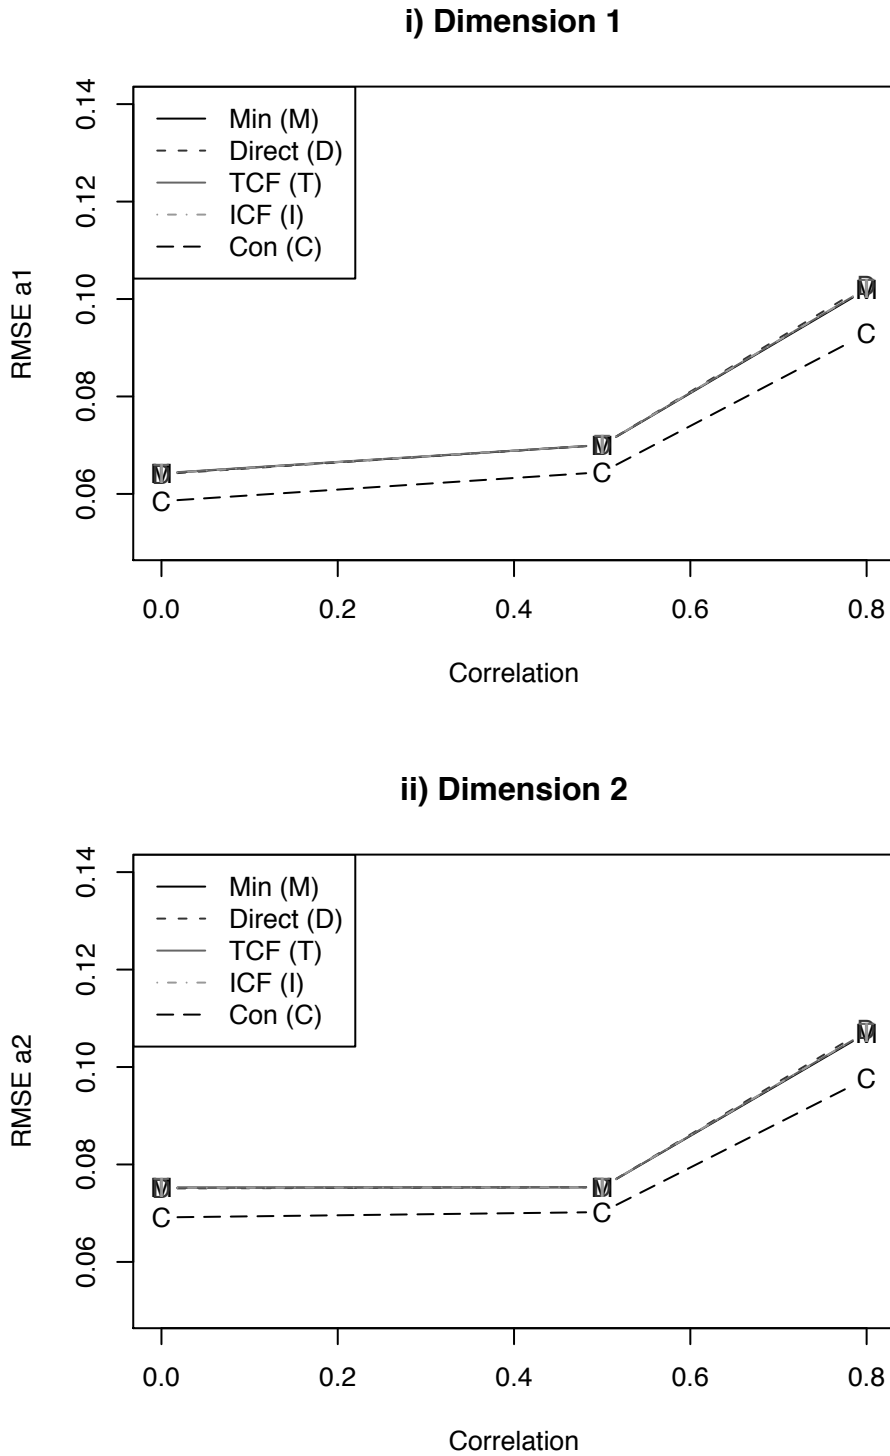 i) Dimension 1
0.14
0.12
0.10
0.08
0.06
RMSE a1
Min (M)
Direct (D)
TCF (T)
ICF (I)
Con (C)
M
C
M
C
M
C
0.0 0.2 0.4 0.6 0.8
Correlation
ii) Dimension 2
0.14
0.12
0.10
0.08
0.06
RMSE a2
Min (M)
Direct (D)
TCF (T)
ICF (I)
Con (C)
M
C
M
C
M
C
0.0 0.2 0.4 0.6 0.8
Correlation